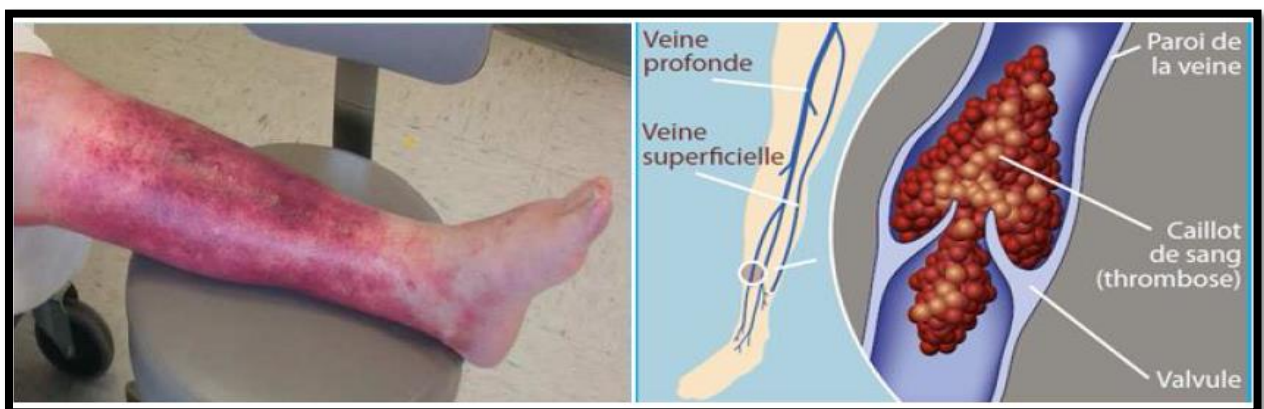 Veine
profonde
Veine
superficielle
Paroi de
la veine
Caillot
de sang
(thrombose)
Valvule